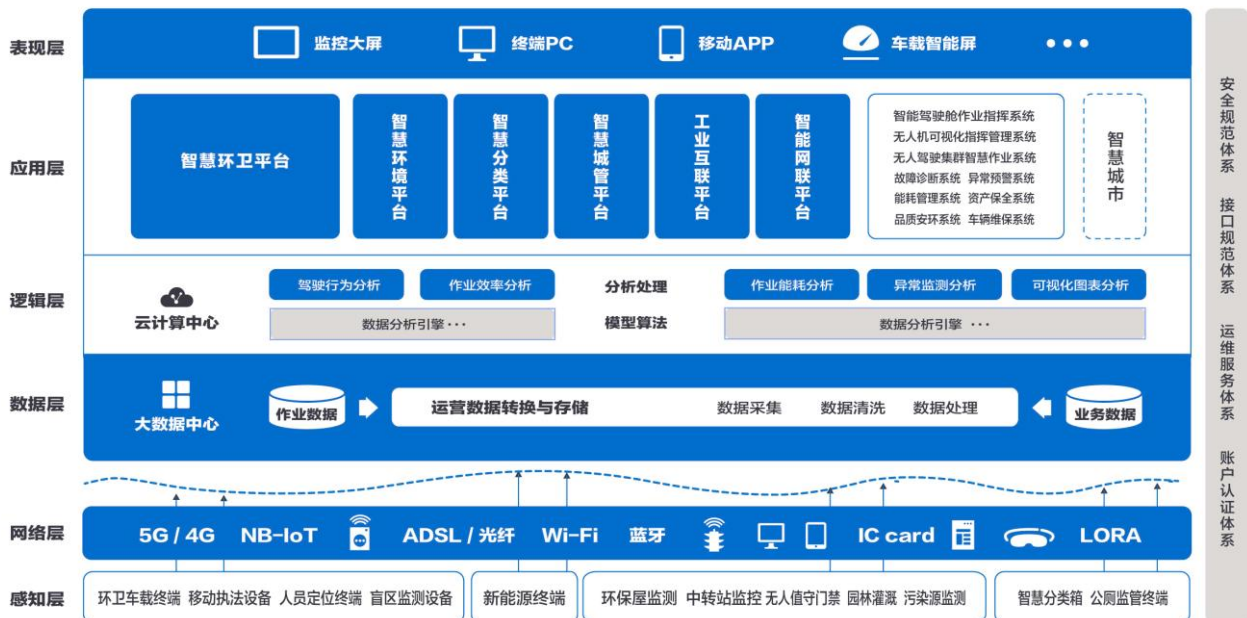 表现层
监控大屏
终端PC
移动APP
车载智能屏
应用层
智慧环卫平台
智慧环境平台
智慧分类平台
智慧城管平台
工业互联平台
智能网联平台
智能驾驶舱作业指挥系统
无人机可视化指挥管理系统
无人驾驶集群智慧作业系统
故障诊断系统 异常预警系统
能耗管理系统 资产保全系统
品质安环系统 车辆维保系统
智慧城市
逻辑层
云计算中心
驾驶行为分析
作业效率分析
分析处理
作业能耗分析
异常监测分析
可视化图表分析
数据分析引擎···
模型算法
数据分析引擎 ···
数据层
大数据中心
作业数据
运营数据转换与存储
数据采集
数据清洗
数据处理
业务数据
网络层
5G / 4G
NB-IoT
ADSL / 光纤
Wi-Fi
蓝牙
IC card
LORA
感知层
环卫车载终端 移动执法设备 人员定位终端 盲区监测设备
新能源终端
环保屋监测 中转站监控 无人值守门禁 园林灌溉 污染源监测
智慧分类箱 公厕监管终端
安全规范体系
接口规范体系
运维服务体系
账户认证体系